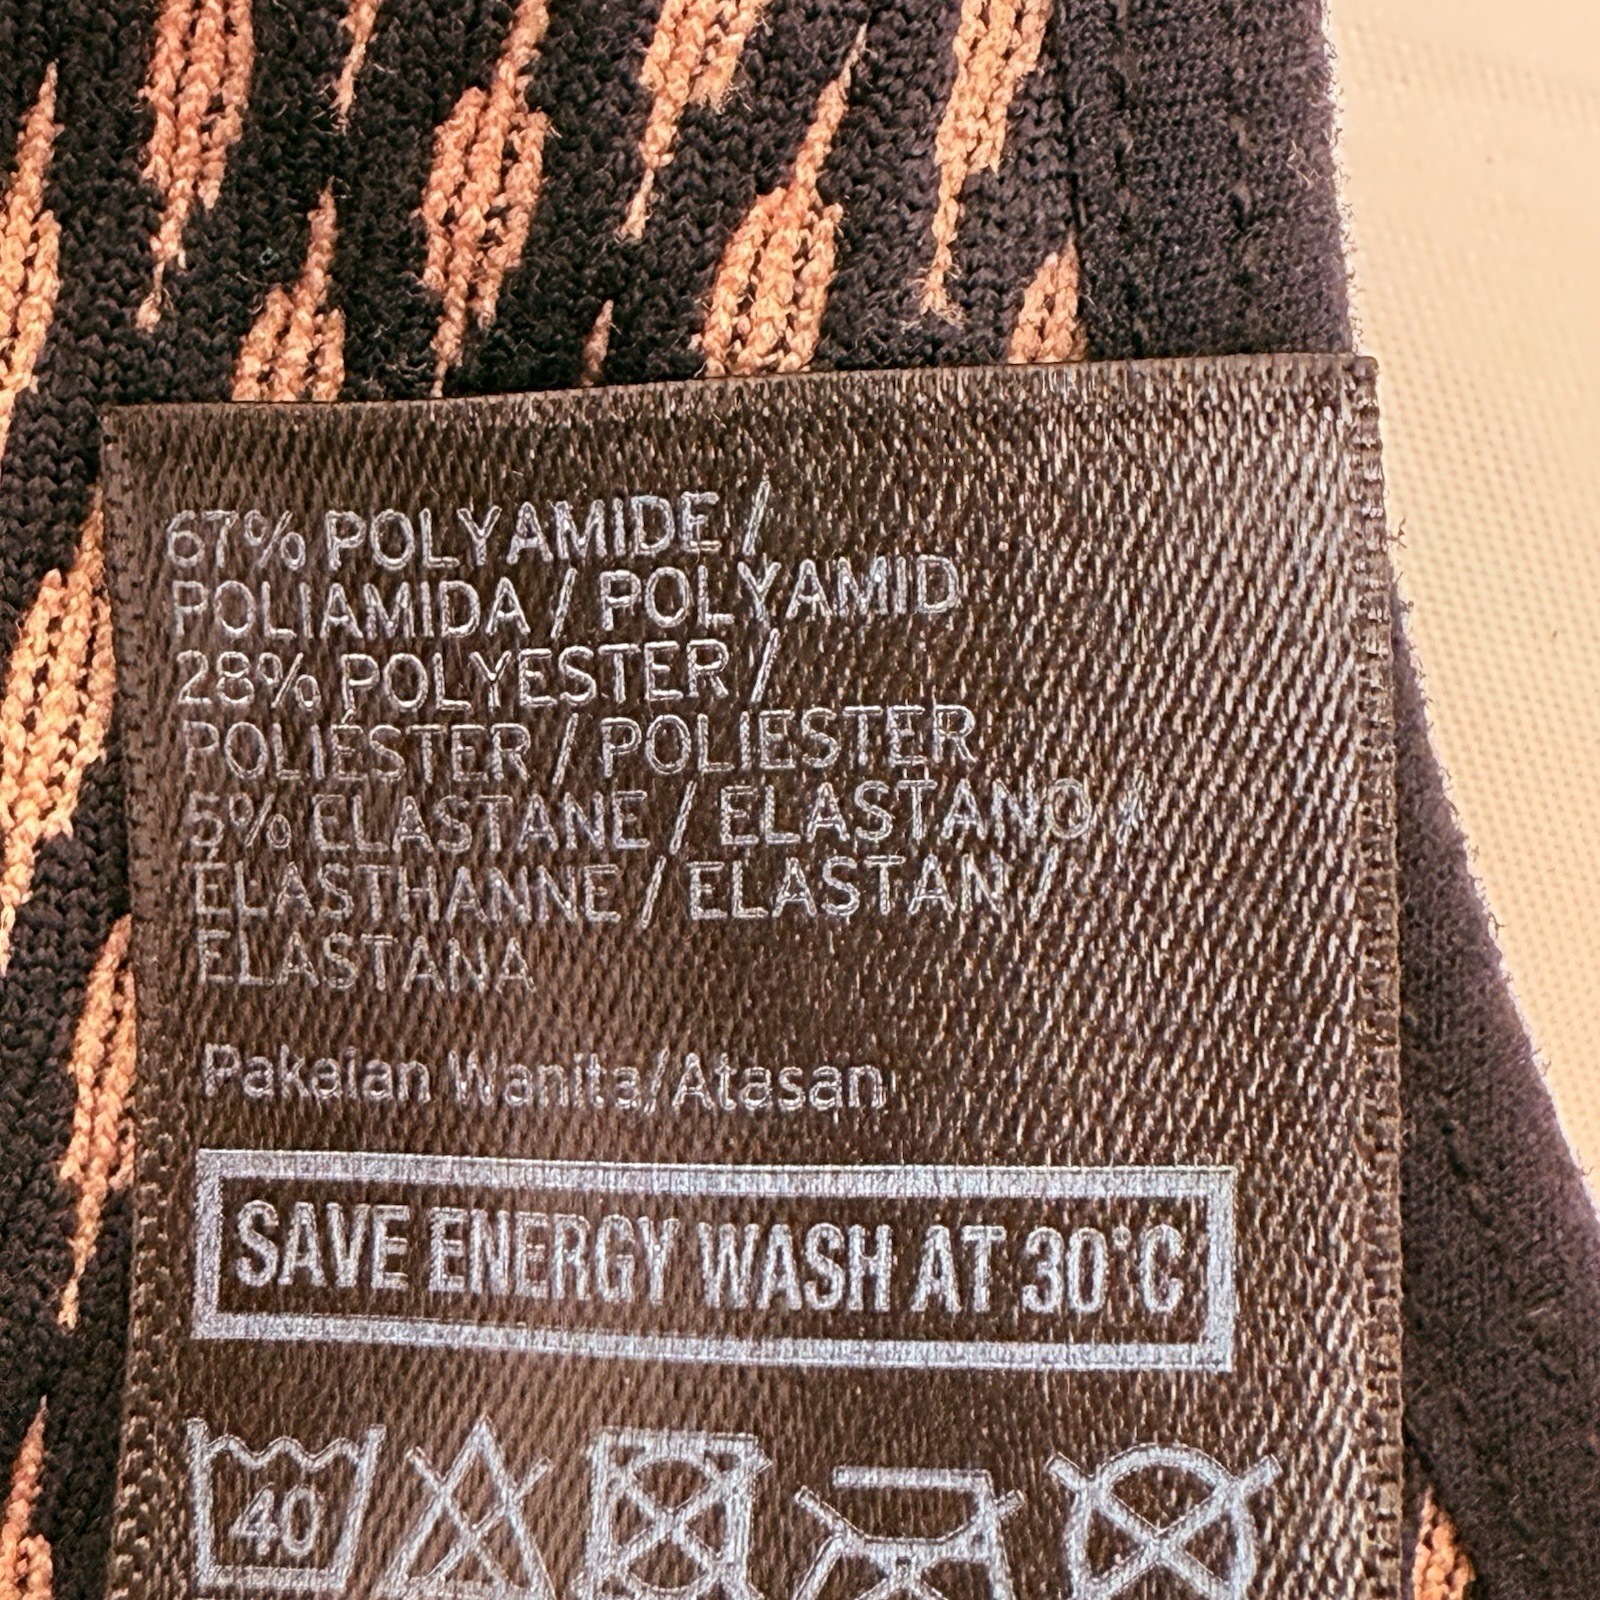 67% POLYAMIDE /
POLIAMIDA / POLYAMID
28% POLYESTER /
POLIÉSTER / POLIESTER
5% ELASTANE / ELASTANO /
ELASTHANNE / ELASTAN /
ELASTANA
Pakaian Wanita/Atasan
SAVE ENERGY WASH AT 30°C
40